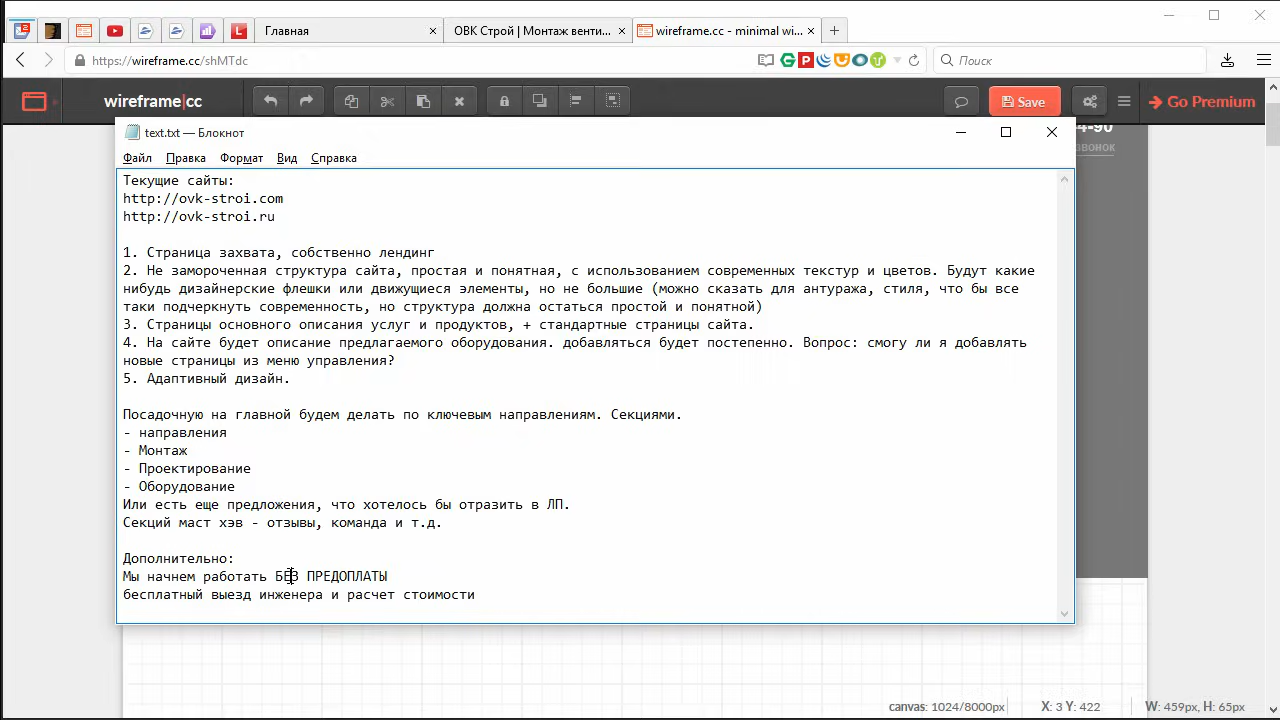 Главная
ОВК Строй | Монтаж венти...
wireframe.cc - minimal wi...
https://wireframe.cc/shMTdc
Поиск
wireframe|cc
Save
Go Premium
4-90
звонок
text.txt — Блокнот
Файл Правка Формат Вид Справка
Текущие сайты:
http://ovk-stroi.com
http://ovk-stroi.ru
1. Страница захвата, собственно лендинг
2. Не замороченная структура сайта, простая и понятная, с использованием современных текстур и цветов. Будут какие
нибудь дизайнерские флешки или движущиеся элементы, но не большие (можно сказать для антуража, стиля, что бы все
таки подчеркнуть современность, но структура должна остаться простой и понятной)
3. Страницы основного описания услуг и продуктов, + стандартные страницы сайта.
4. На сайте будет описание предлагаемого оборудования. добавляться будет постепенно. Вопрос: смогу ли я добавлять
новые страницы из меню управления?
5. Адаптивный дизайн.
Посадочную на главной будем делать по ключевым направлениям. Секциями.
- направления
- Монтаж
- Проектирование
- Оборудование
Или есть еще предложения, что хотелось бы отразить в ЛП.
Секций маст хэв - отзывы, команда и т.д.
Дополнительно:
Мы начнем работать БЕЗ ПРЕДОПЛАТЫ
бесплатный выезд инженера и расчет стоимости
canvas: 1024/8000px
X: 3 Y: 422
W: 459px, H: 65px